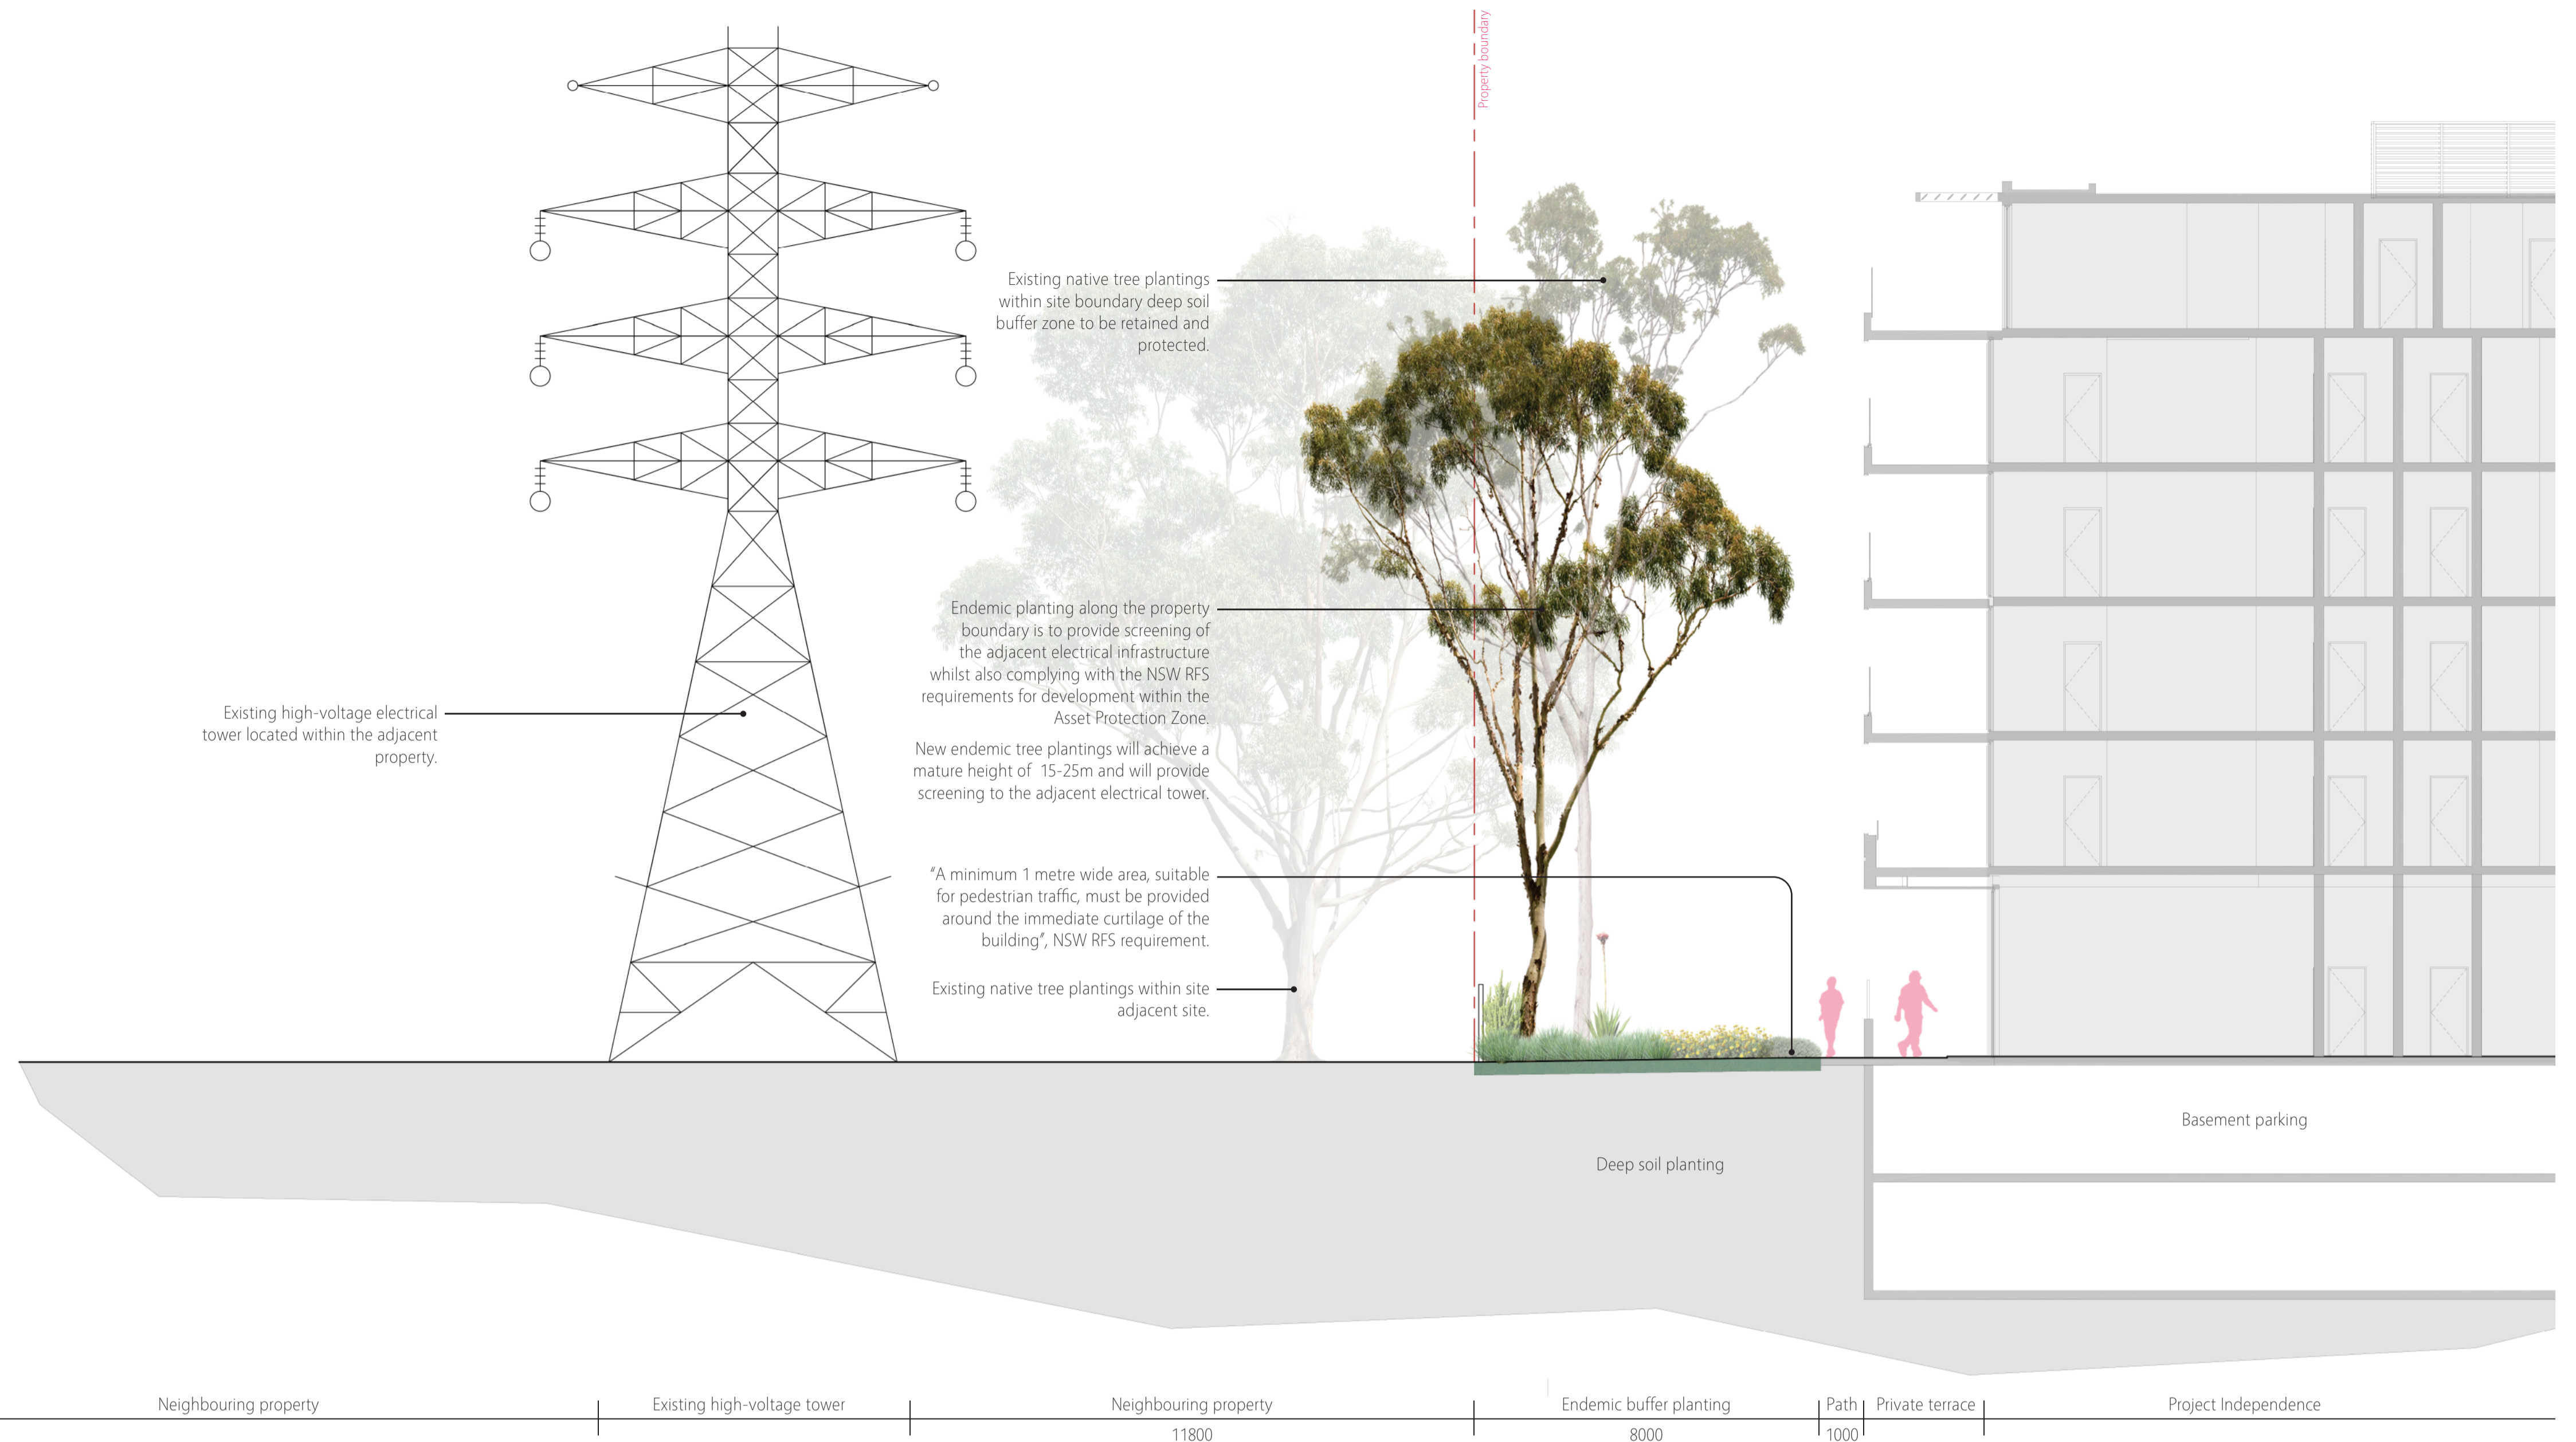 Property boundary
Existing native tree plantings
within site boundary deep soil
buffer zone to be retained and
protected.
Endemic planting along the property
boundary is to provide screening of
the adjacent electrical infrastructure
whilst also complying with the NSW RFS
requirements for development within the
Asset Protection Zone.
New endemic tree plantings will achieve a
mature height of 15-25m and will provide
screening to the adjacent electrical tower.
Existing high-voltage electrical
tower located within the adjacent
property.
"A minimum 1 metre wide area, suitable
for pedestrian traffic, must be provided
around the immediate curtilage of the
building", NSW RFS requirement.
Existing native tree plantings within site
adjacent site.
Basement parking
Deep soil planting
Neighbouring property
Existing high-voltage tower
Neighbouring property
11800
Endemic buffer planting
8000
Path
1000
Private terrace
Project Independence